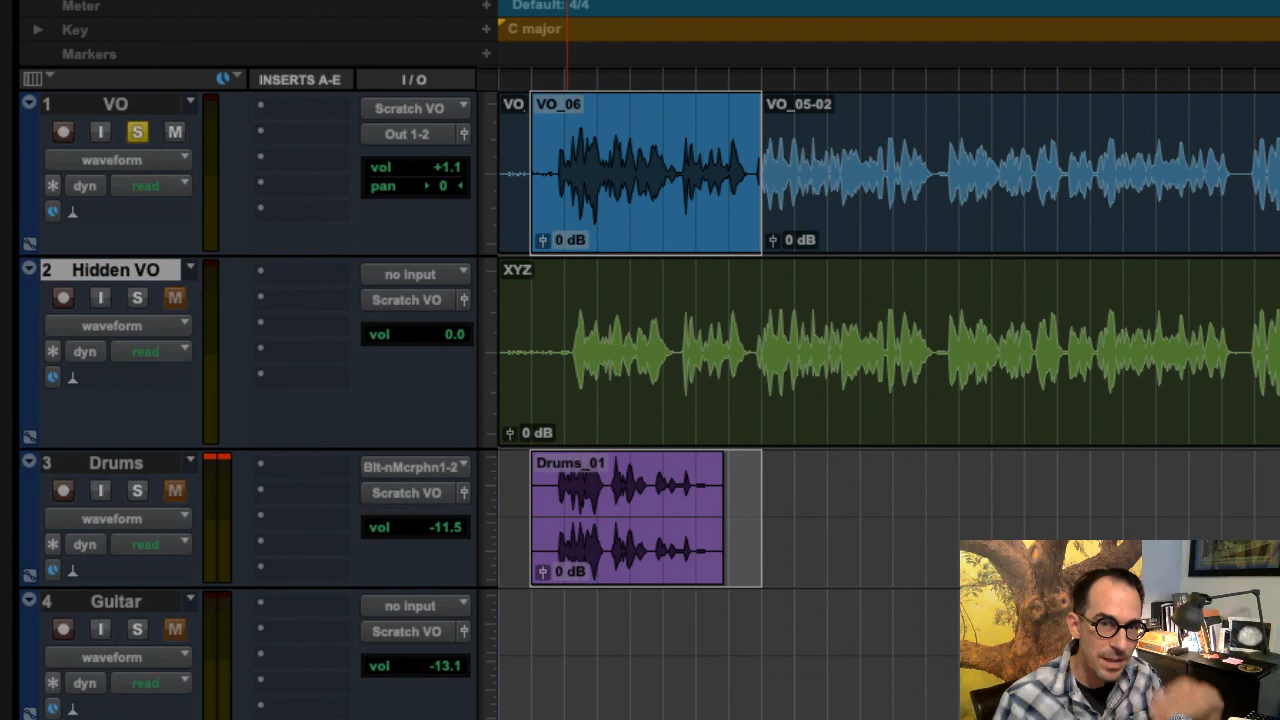 Meter +
Default: 4/4
Key +
C major
Markers +
INSERTS A-E I / O
1 VO
I S M
waveform
dyn read
Scratch VO
Out 1-2
vol +1.1
pan 0
VO_
VO_06
VO_05-02
0 dB
0 dB
2 Hidden VO
I S M
waveform
dyn read
no input
Scratch VO
vol 0.0
XYZ
0 dB
3 Drums
I S M
waveform
dyn read
Blt-nMcrphn1-2
Scratch VO
vol -11.5
Drums_01
0 dB
4 Guitar
I S M
waveform
dyn read
no input
Scratch VO
vol -13.1